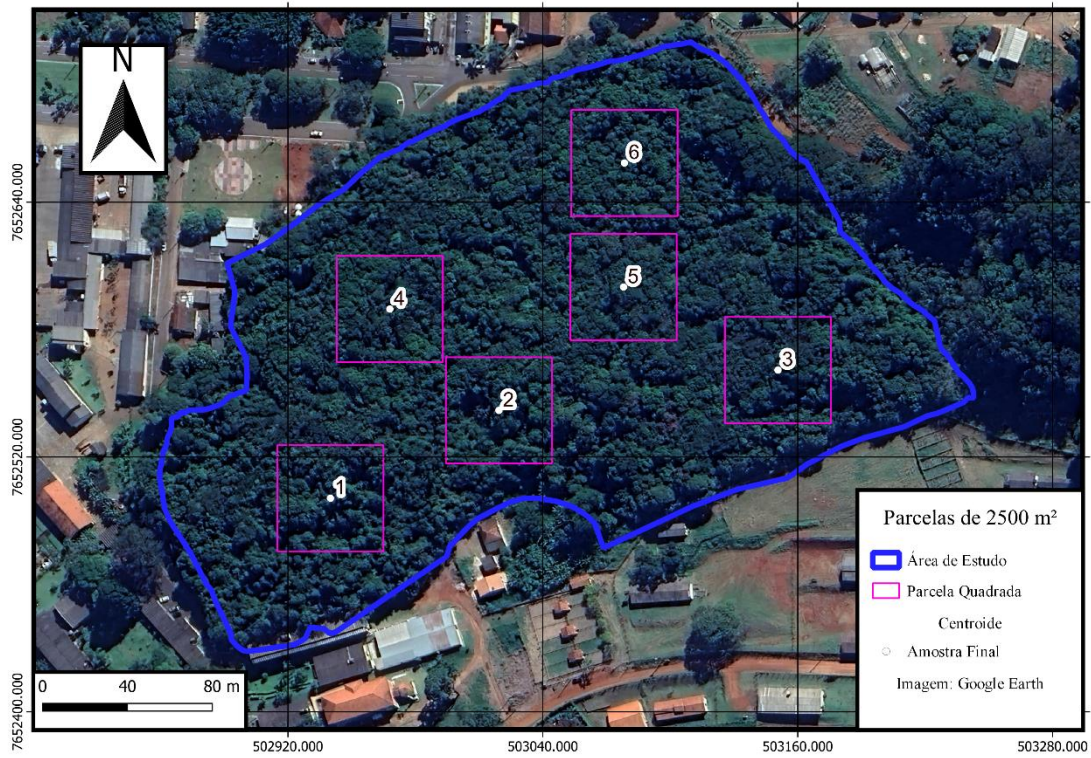 N
6
7652640.000
5
4
3
2
7652520.000
1
Parcelas de 2500 m²
Área de Estudo
Parcela Quadrada
Centroide
Amostra Final
Imagem: Google Earth
0 40 80 m
7652400.000
502920.000 503040.000 503160.000 503280.000